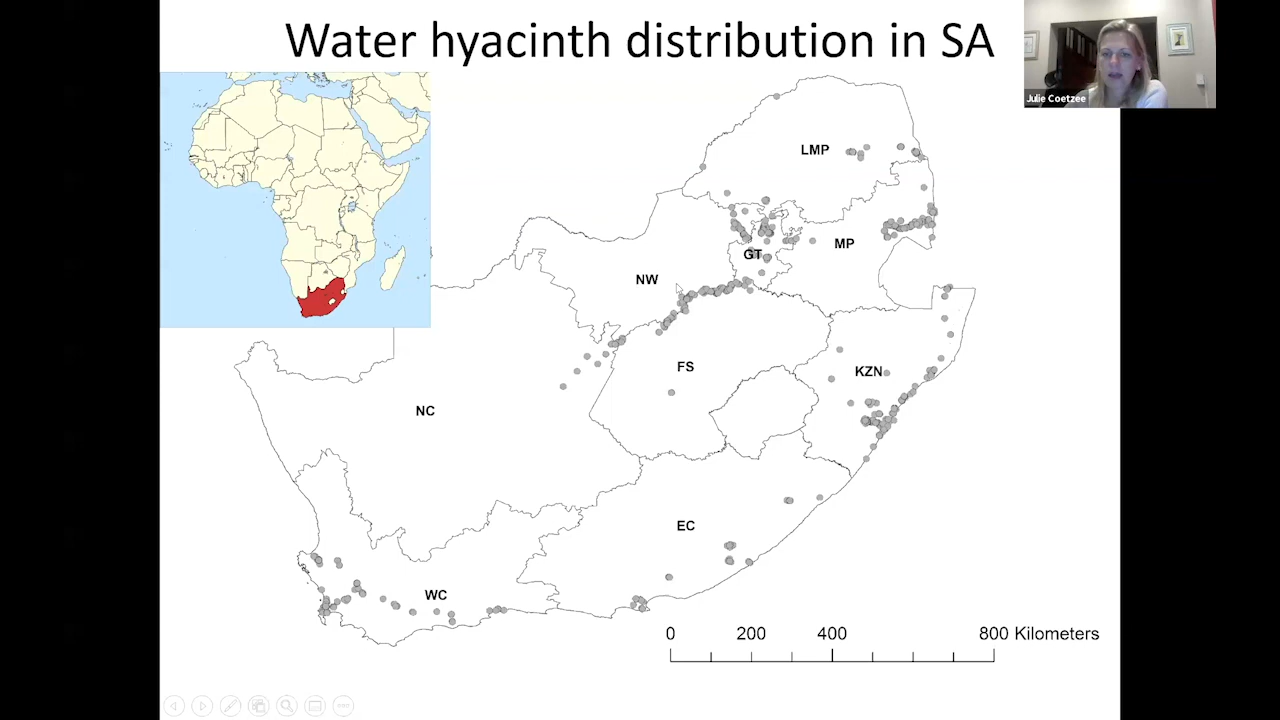 Water hyacinth distribution in SA
Julie Coetzee
LMP
MP
GT
NW
FS
KZN
NC
EC
WC
0 200 400 800 Kilometers